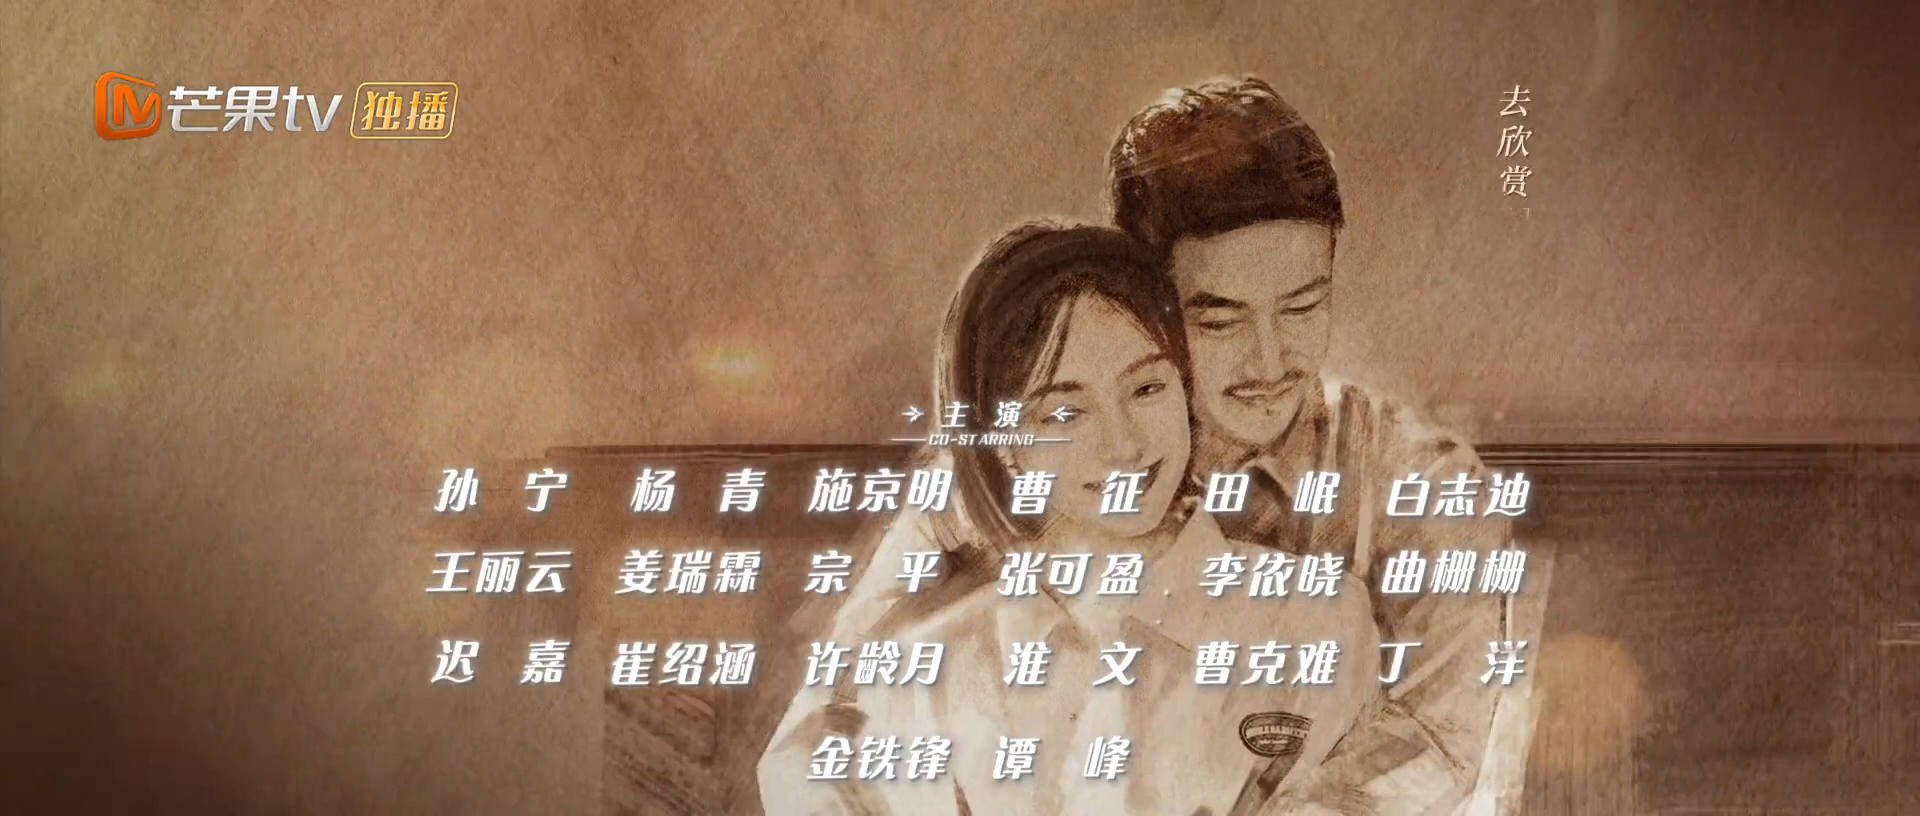 芒果tv 独播
去欣赏
主演
CO-STARRING
孙宁 杨青 施京明 曹征 田岷 白志迪
王丽云 姜瑞霖 宗平 张可盈 李依晓 曲栅栅
迟嘉 崔绍涵 许龄月 淮文 曹克难 丁洋
金铁锋 谭峰